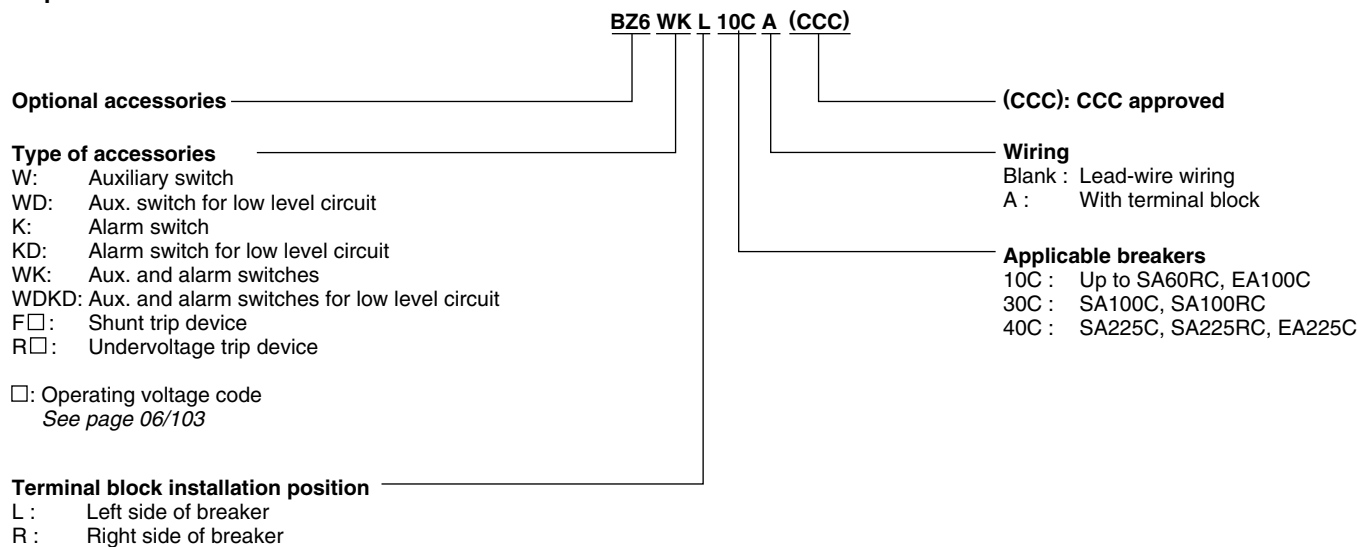 BZ6 WK L 10C A (CCC)
Optional accessories
Type of accessories
W: Auxiliary switch
WD: Aux. switch for low level circuit
K: Alarm switch
KD: Alarm switch for low level circuit
WK: Aux. and alarm switches
WDKD: Aux. and alarm switches for low level circuit
F□: Shunt trip device
R□: Undervoltage trip device
□: Operating voltage code
See page 06/103
Terminal block installation position
L : Left side of breaker
R : Right side of breaker
(CCC): CCC approved
Wiring
Blank : Lead-wire wiring
A : With terminal block
Applicable breakers
10C : Up to SA60RC, EA100C
30C : SA100C, SA100RC
40C : SA225C, SA225RC, EA225C